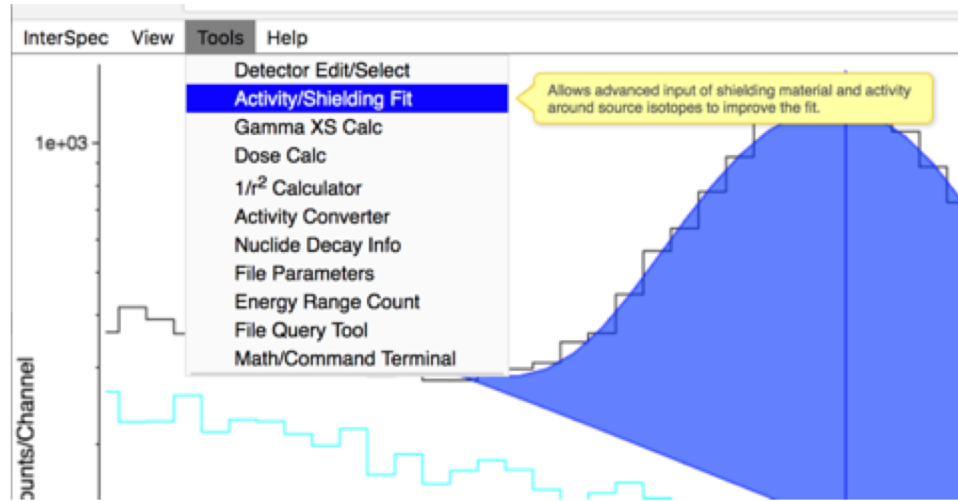 InterSpec View Tools Help
Detector Edit/Select
Activity/Shielding Fit
Allows advanced input of shielding material and activity
around source isotopes to improve the fit.
Gamma XS Calc
1e+03
Dose Calc
1/r² Calculator
Activity Converter
Nuclide Decay Info
File Parameters
Energy Range Count
File Query Tool
Math/Command Terminal